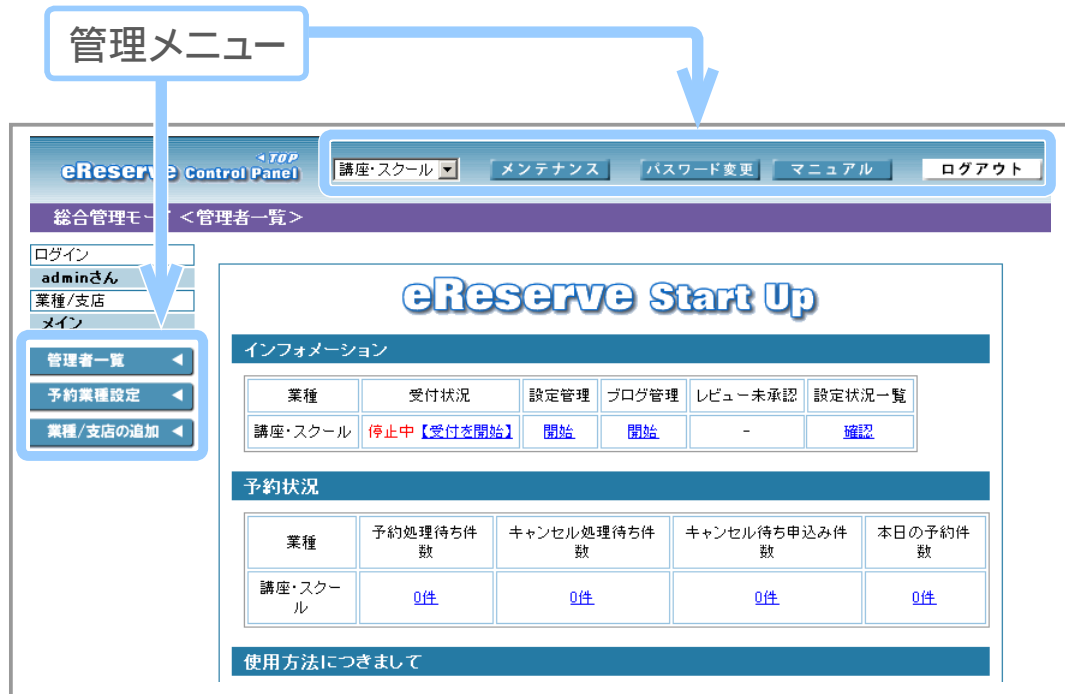 管理メニュー
◂TOP
eReserve Control Panel
講座・スクール
メンテナンス
パスワード変更
マニュアル
ログアウト
総合管理モード <管理者一覧>
ログイン
adminさん
業種/支店
メイン
管理者一覧
予約業種設定
業種/支店の追加
eReserve Start Up
インフォメーション
業種 受付状況 設定管理 ブログ管理 レビュー未承認 設定状況一覧
講座・スクール 停止中【受付を開始】 開始 開始 - 確認
予約状況
業種 予約処理待ち件数 キャンセル処理待ち件数 キャンセル待ち申込み件数 本日の予約件数
講座・スクール 0件 0件 0件 0件
使用方法につきまして